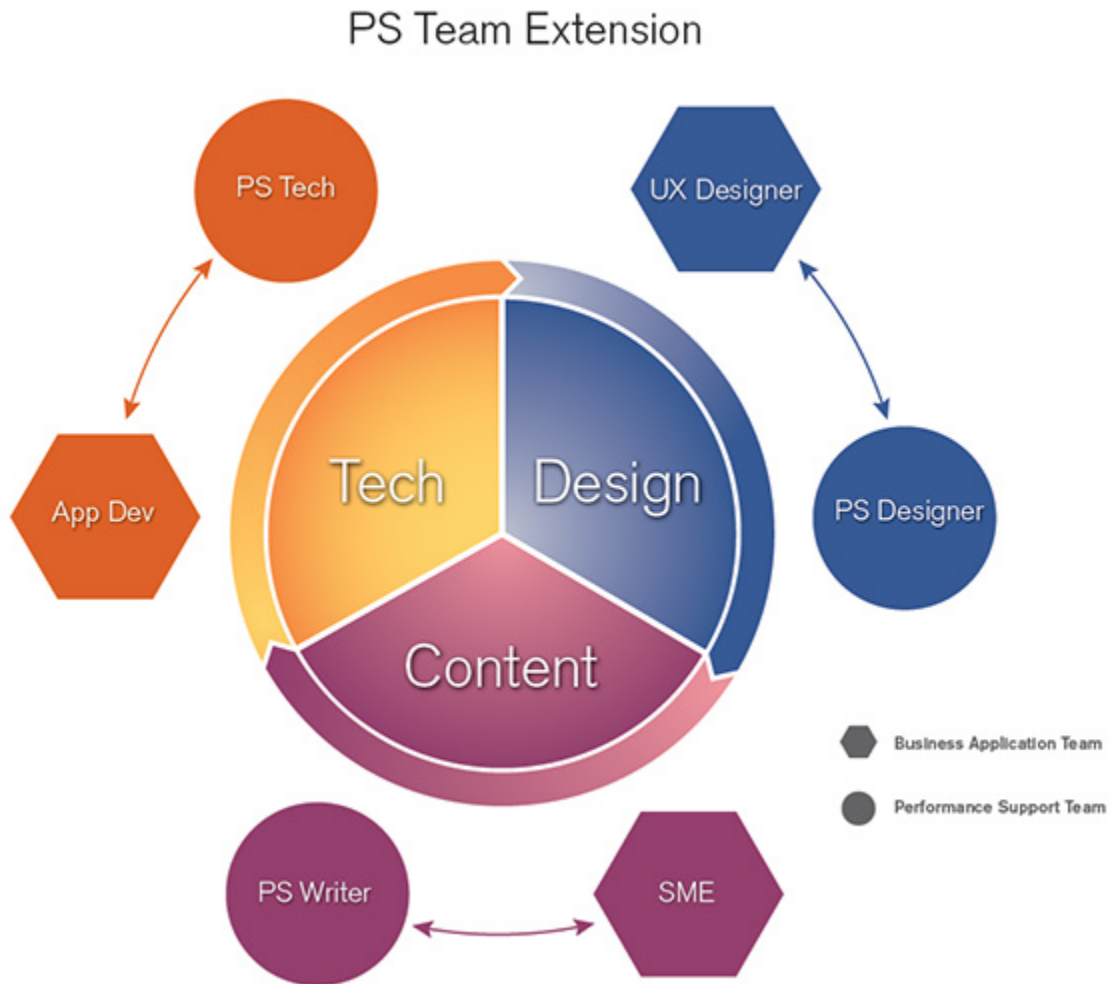 PS Team Extension
PS Tech
UX Designer
Tech
Design
App Dev
PS Designer
Content
Business Application Team
Performance Support Team
PS Writer
SME